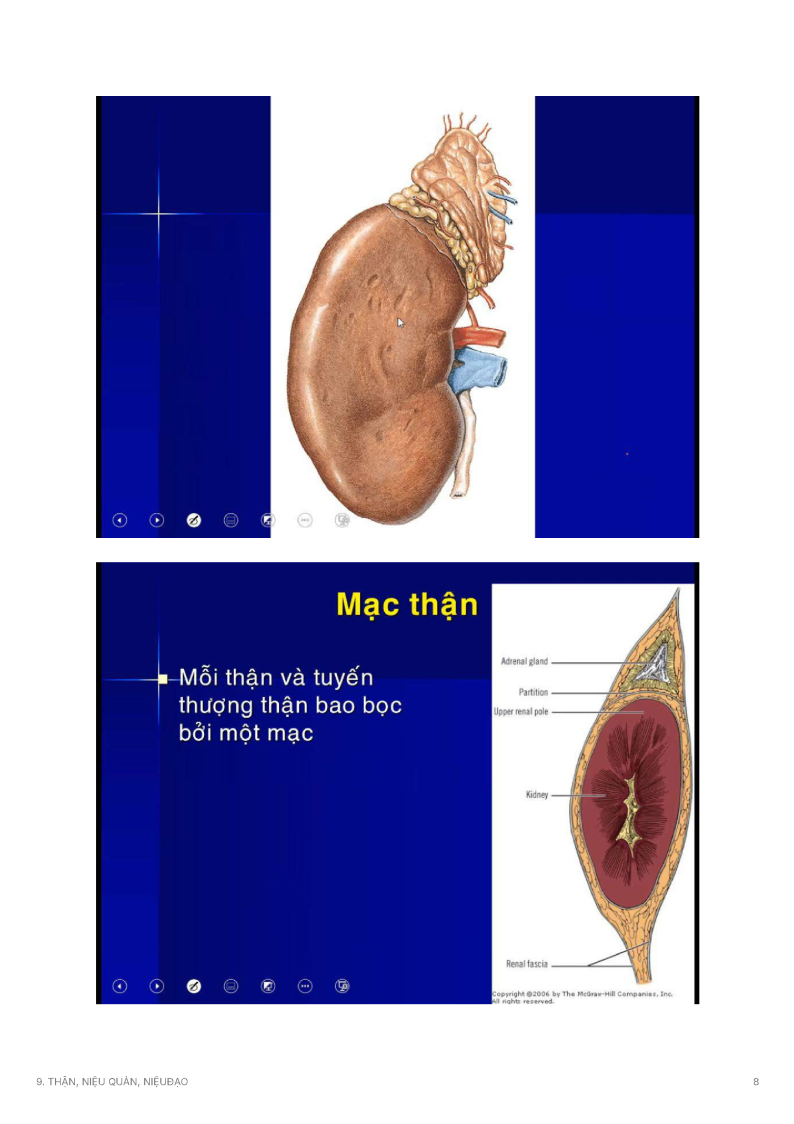 Mạc thận
Mỗi thận và tuyến
thượng thận bao bọc
bởi một mạc
Adrenal gland
Partition
Upper renal pole
Kidney
Renal fascia
Copyright ©2006 by The McGraw-Hill Companies, Inc.
All rights reserved.
9. THẬN, NIỆU QUẢN, NIỆUĐẠO
8